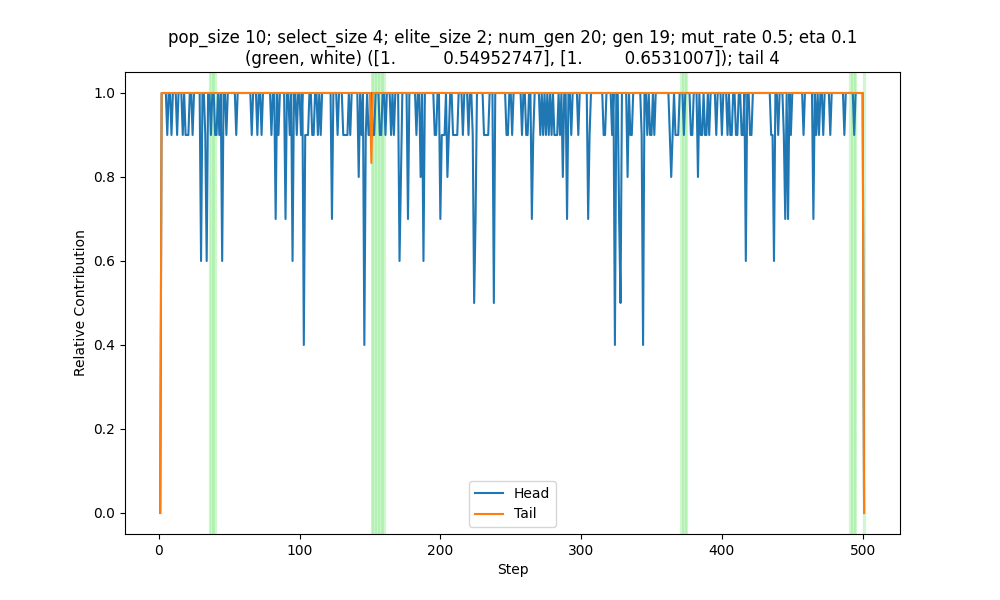 pop_size 10; select_size 4; elite_size 2; num_gen 20; gen 19; mut_rate 0.5; eta 0.1
(green, white) ([1.         0.54952747], [1.        0.6531007]); tail 4
1.0
0.8
0.6
0.4
0.2
0.0
Relative Contribution
Head
Tail
0
100
200
300
400
500
Step